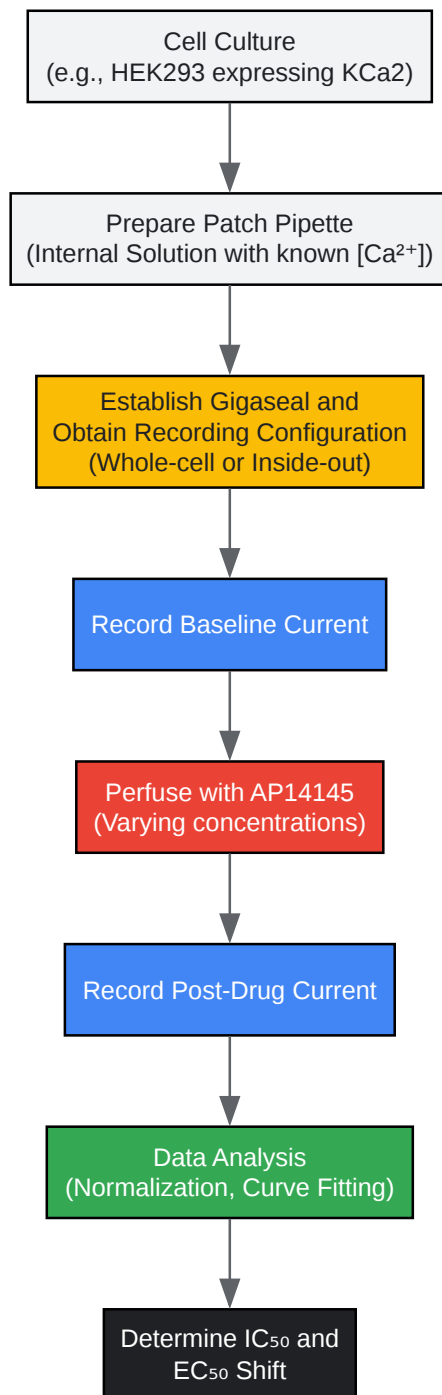 Cell Culture
(e.g., HEK293 expressing KCa2)
Prepare Patch Pipette
(Internal Solution with known [Ca²⁺])
Establish Gigaseal and
Obtain Recording Configuration
(Whole-cell or Inside-out)
Record Baseline Current
Perfuse with AP14145
(Varying concentrations)
Record Post-Drug Current
Data Analysis
(Normalization, Curve Fitting)
Determine IC₅₀ and
EC₅₀ Shift